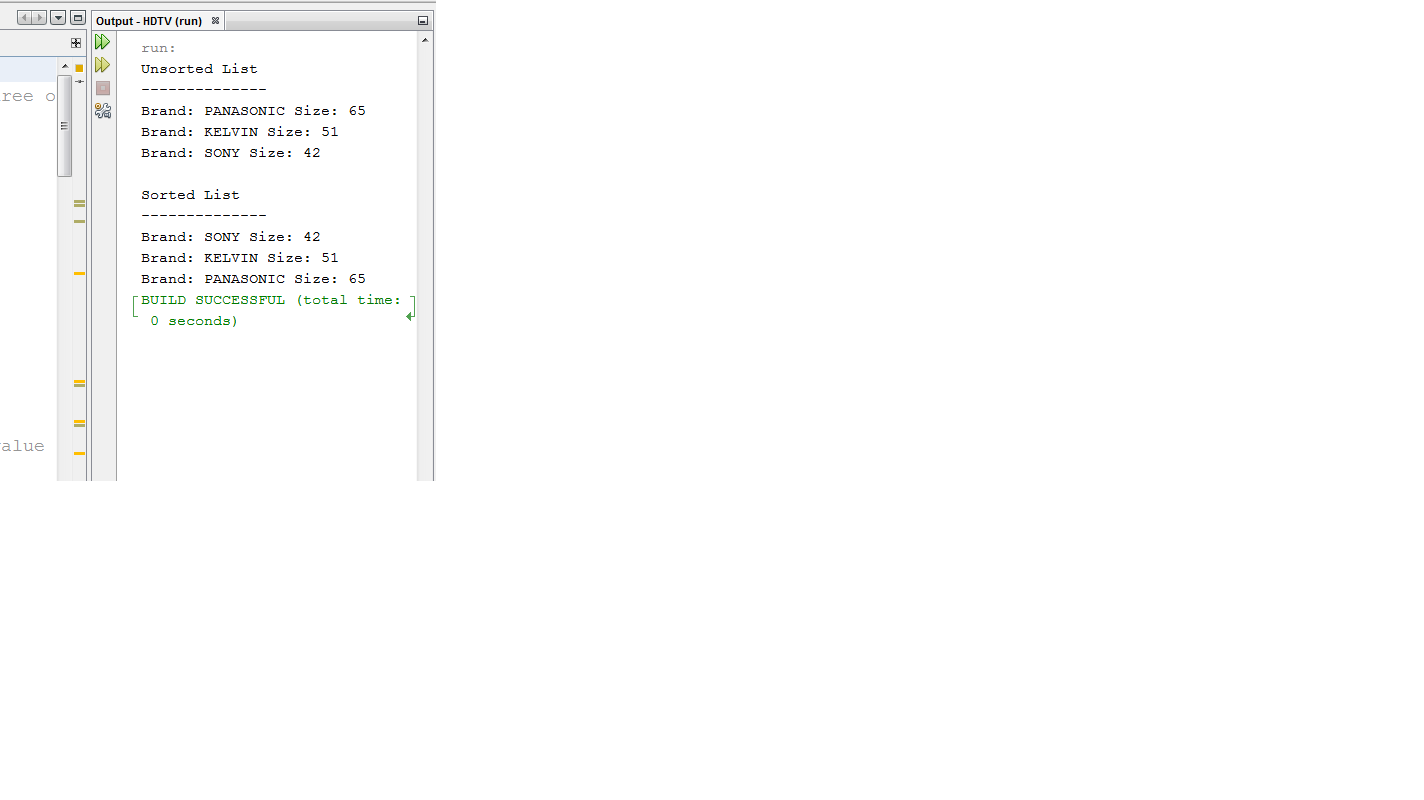 Output - HDTV (run)
run:
Unsorted List
--------------
Brand: PANASONIC Size: 65
Brand: KELVIN Size: 51
Brand: SONY Size: 42
Sorted List
--------------
Brand: SONY Size: 42
Brand: KELVIN Size: 51
Brand: PANASONIC Size: 65
BUILD SUCCESSFUL (total time:
0 seconds)
ree o
alue